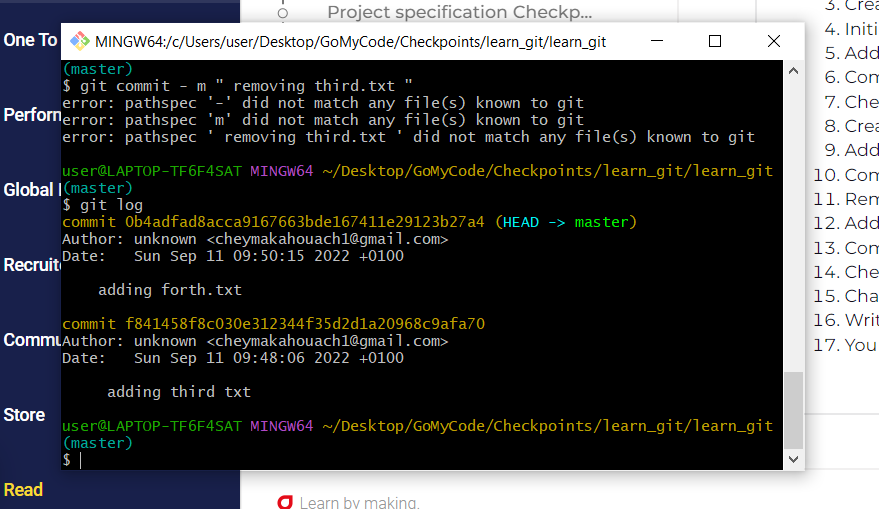 Project specification Checkp...
One To
Perforn
Global
Recruite
Commu
Store
Read
MINGW64:/c/Users/user/Desktop/GoMyCode/Checkpoints/learn_git/learn_git
(master)
$ git commit - m " removing third.txt "
error: pathspec '-' did not match any file(s) known to git
error: pathspec 'm' did not match any file(s) known to git
error: pathspec ' removing third.txt ' did not match any file(s) known to git
user@LAPTOP-TF6F4SAT MINGW64 ~/Desktop/GoMyCode/Checkpoints/learn_git/learn_git
(master)
$ git log
commit 0b4adfad8acca9167663bde167411e29123b27a4 (HEAD -> master)
Author: unknown <cheymakahouach1@gmail.com>
Date:   Sun Sep 11 09:50:15 2022 +0100
adding forth.txt
commit f841458f8c030e312344f35d2d1a20968c9afa70
Author: unknown <cheymakahouach1@gmail.com>
Date:   Sun Sep 11 09:48:06 2022 +0100
adding third txt
user@LAPTOP-TF6F4SAT MINGW64 ~/Desktop/GoMyCode/Checkpoints/learn_git/learn_git
(master)
$
3. Crea
4. Initi
5. Add
6. Com
7. Che
8. Crea
9. Add
10. Com
11. Rem
12. Add
13. Com
14. Che
15. Cha
16. Writ
17. You
Learn by making.